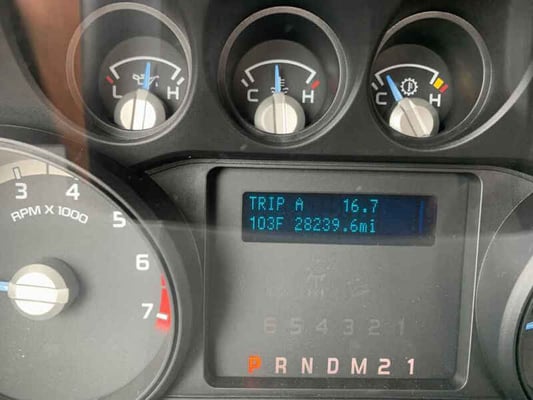 L H
C H
C H
3 4 5 6 7
RPM X 1000
TRIP A 16.7
103F 28239.6mi
6 5 4 3 2 1
P R N D M 2 1